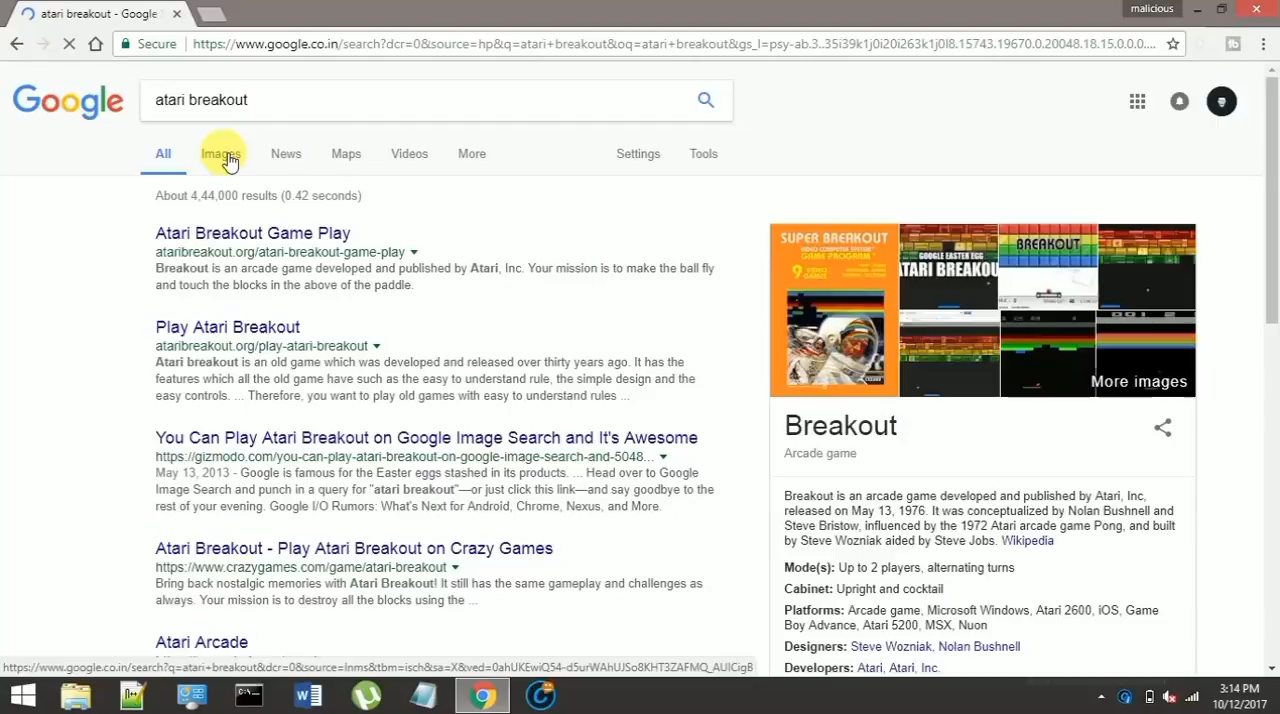 atari breakout - Google
malicious
Secure
https://www.google.co.in/search?dcr=0&source=hp&q=atari+breakout&oq=atari+breakout&gs_l=psy-ab.3..35i39k1j0i20i263k1j0l8.15743.19670.0.20048.18.15.0.0.0....
Google
atari breakout
All
Images
News
Maps
Videos
More
Settings
Tools
About 4,44,000 results (0.42 seconds)
Atari Breakout Game Play
ataribreakout.org/atari-breakout-game-play
Breakout is an arcade game developed and published by Atari, Inc. Your mission is to make the ball fly
and touch the blocks in the above of the paddle.
Play Atari Breakout
ataribreakout.org/play-atari-breakout
Atari breakout is an old game which was developed and released over thirty years ago. It has the
features which all the old game have such as the easy to understand rule, the simple design and the
easy controls. ... Therefore, you want to play old games with easy to understand rules ...
You Can Play Atari Breakout on Google Image Search and It's Awesome
https://gizmodo.com/you-can-play-atari-breakout-on-google-image-search-and-5048...
May 13, 2013 - Google is famous for the Easter eggs stashed in its products. ... Head over to Google
Image Search and punch in a query for "atari breakout"—or just click this link—and say goodbye to the
rest of your evening. Google I/O Rumors: What's Next for Android, Chrome, Nexus, and More.
Atari Breakout - Play Atari Breakout on Crazy Games
https://www.crazygames.com/game/atari-breakout
Bring back nostalgic memories with Atari Breakout! It still has the same gameplay and challenges as
always. Your mission is to destroy all the blocks using the ...
Atari Arcade
SUPER BREAKOUT
VIDEO COMPUTER SYSTEM
GAME PROGRAM
9 VIDEO
GAMES
GOOGLE EASTER EGG
ATARI BREAKOU
BREAKOUT
More images
Breakout
Arcade game
Breakout is an arcade game developed and published by Atari, Inc,
released on May 13, 1976. It was conceptualized by Nolan Bushnell and
Steve Bristow, influenced by the 1972 Atari arcade game Pong, and built
by Steve Wozniak aided by Steve Jobs. Wikipedia
Mode(s): Up to 2 players, alternating turns
Cabinet: Upright and cocktail
Platforms: Arcade game, Microsoft Windows, Atari 2600, iOS, Game
Boy Advance, Atari 5200, MSX, Nuon
Designers: Steve Wozniak, Nolan Bushnell
Developers: Atari, Atari, Inc.
https://www.google.co.in/search?q=atari+breakout&dcr=0&source=lnms&tbm=isch&sa=X&ved=0ahUKEwiQ54-d5urWAhUJSo8KHT3ZAFMQ_AUICigB
3:14 PM
10/12/2017